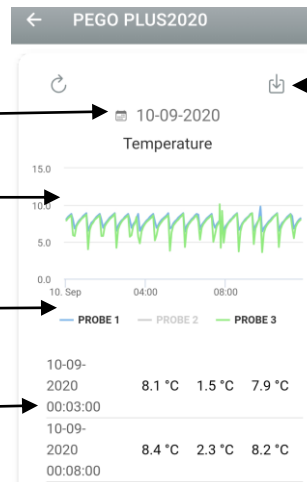 PEGO PLUS2020
10-09-2020
Temperature
15.0
10.0
5.0
0.0
10. Sep 04:00 08:00
PROBE 1 PROBE 2 PROBE 3
10-09-
2020 8.1 °C 1.5 °C 7.9 °C
00:03:00
10-09-
2020 8.4 °C 2.3 °C 8.2 °C
00:08:00